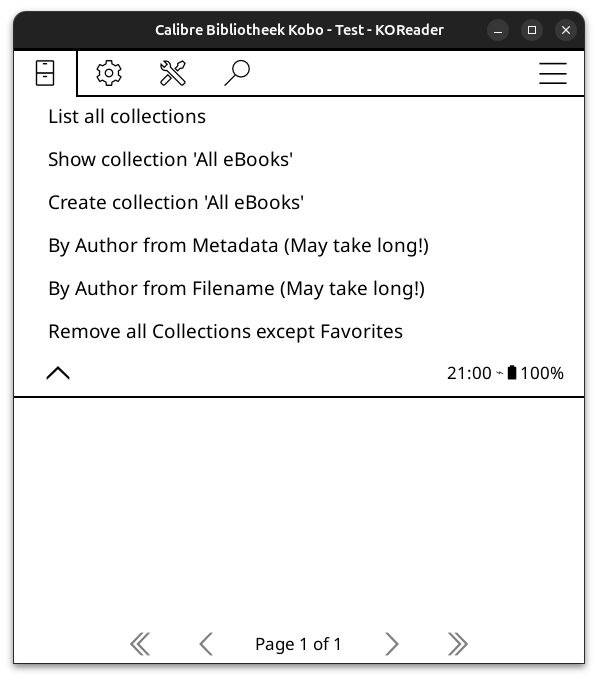 Calibre Bibliotheek Kobo - Test - KOReader
List all collections
Show collection 'All eBooks'
Create collection 'All eBooks'
By Author from Metadata (May take long!)
By Author from Filename (May take long!)
Remove all Collections except Favorites
21:00 100%
Page 1 of 1